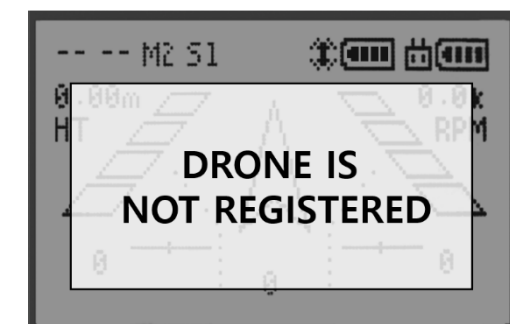 -- -- M2 S1
0.00m 0.0k
HT RPM
DRONE IS
NOT REGISTERED
0 0
0